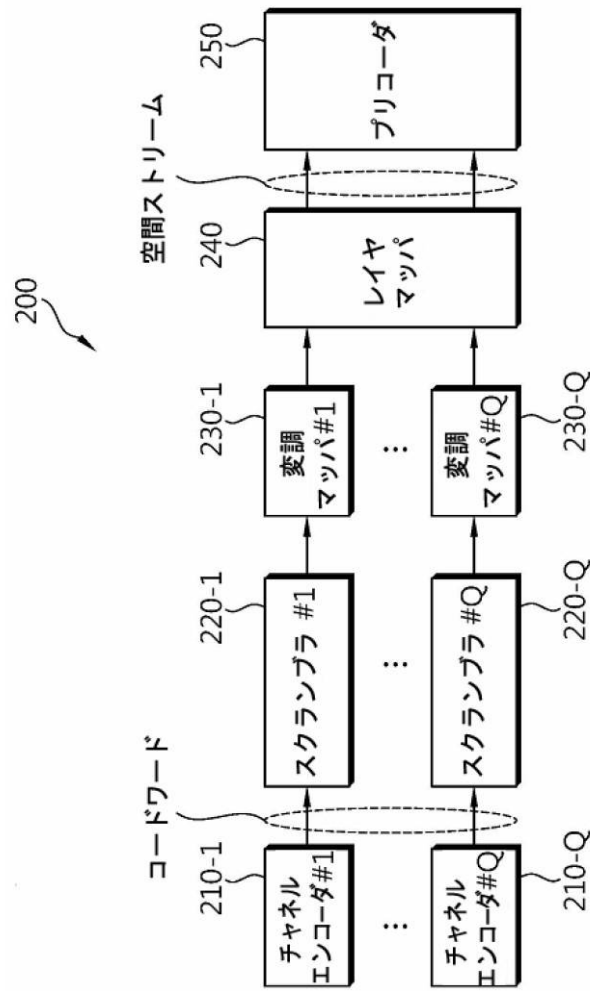 200
コードワード
空間ストリーム
210-1
220-1
230-1
240
250
チャネル
エンコーダ#1
スクランブラ #1
変調
マッパ#1
レイヤ
マッパ
プリコーダ
...
...
...
チャネル
エンコーダ#Q
スクランブラ #Q
変調
マッパ#Q
210-Q
220-Q
230-Q